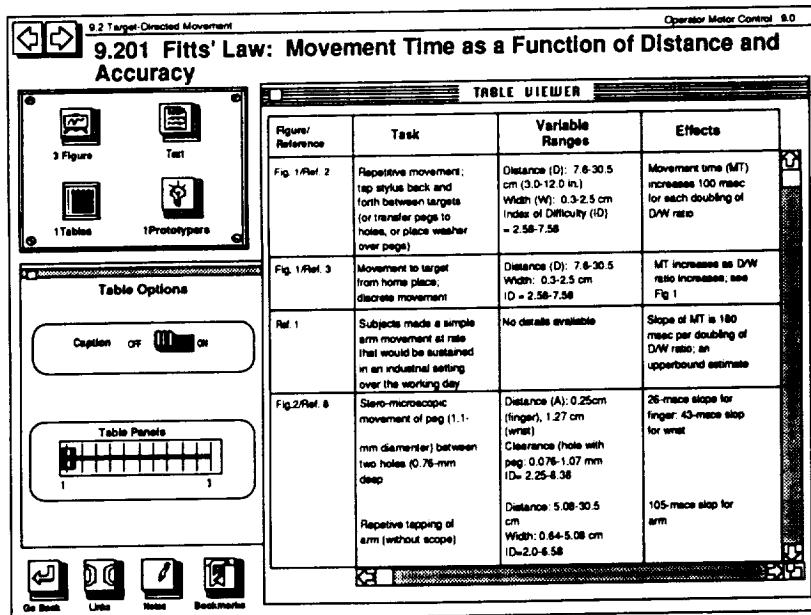 9.2 Target-Directed Movement
Operator Motor Control 9.0
9.201 Fitts' Law: Movement Time as a Function of Distance and
Accuracy
3 Figure
Text
1Tables
1Prototypers
Table Options
Caption OFF ON
Table Panels
1 3
Go Back
Links
Notes
Bookmarks
TABLE VIEWER
Figure/
Reference
Task
Variable
Ranges
Effects
Fig. 1/Ref. 2
Repetitive movement;
tap stylus back and
forth between targets
(or transfer pegs to
holes, or place washer
over pegs)
Distance (D): 7.6-30.5
cm (3.0-12.0 in.)
Width (W): 0.3-2.5 cm
Index of Difficulty (ID)
= 2.58-7.58
Movement time (MT)
increases 100 msec
for each doubling of
D/W ratio
Fig. 1/Ref. 3
Movement to target
from home place;
discrete movement
Distance (D): 7.6-30.5
Width: 0.3-2.5 cm
ID = 2.58-7.58
MT increases as D/W
ratio increases; see
Fig 1
Ref. 1
Subjects made a simple
arm movement at rate
that would be sustained
in an industrial setting
over the working day
No details available
Slope of MT is 180
msec per doubling of
D/W ratio; an
upperbound estimate
Fig.2/Ref. 8
Stero-microscopic
movement of peg (1.1-
mm diamenter) between
two holes (0.76-mm
deep
Distance (A): 0.25cm
(finger), 1.27 cm
(wrist)
Clearance (hole with
peg: 0.076-1.07 mm
ID= 2.25-8.38
26-msce slope for
finger: 43-msce slop
for wrist
Repetive tapping of
arm (without scope)
Distance: 5.08-30.5
cm
Width: 0.64-5.08 cm
ID=2.0-6.58
105-msce slop for
arm